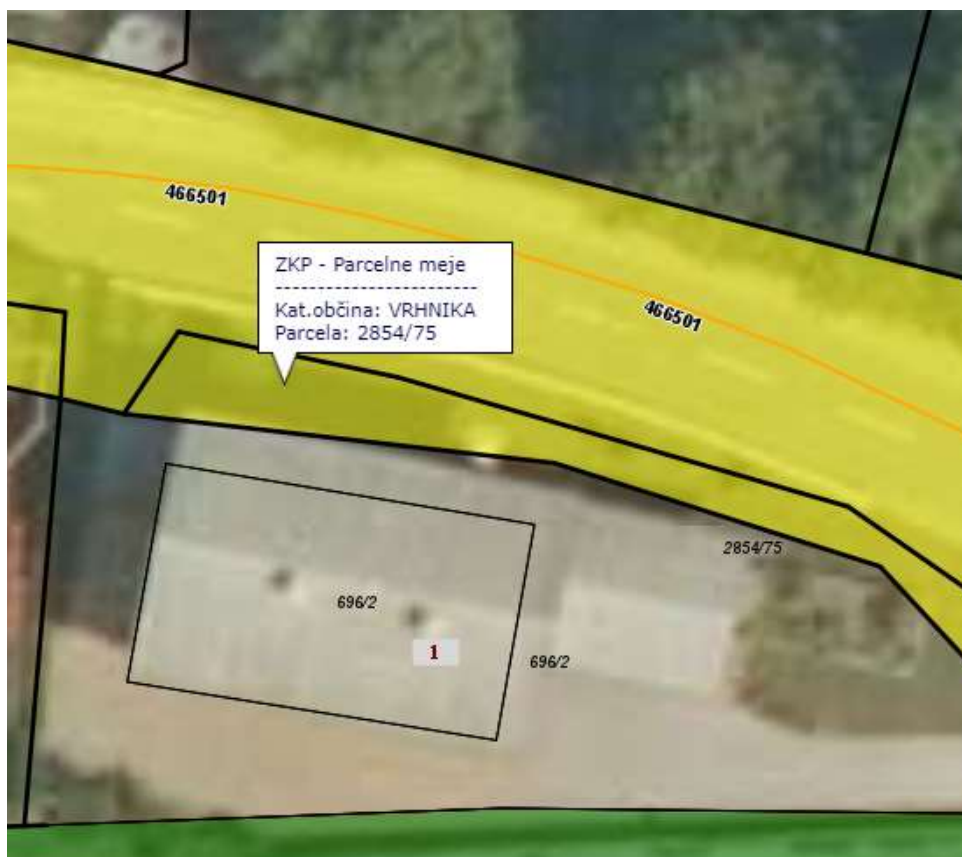 466501
ZKP - Parcelne meje
------------------------
Kat.občina: VRHNIKA
Parcela: 2854/75
466501
2854/75
696/2
1
696/2